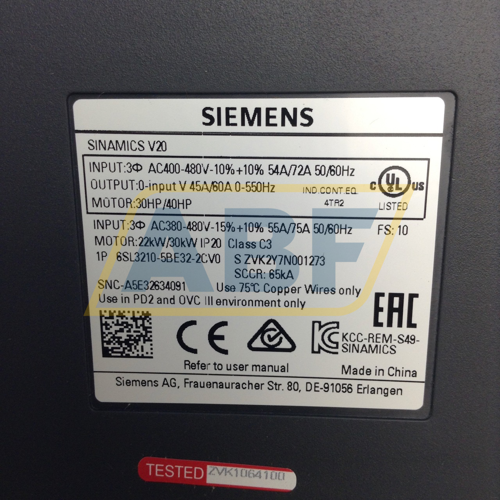 SIEMENS
SINAMICS V20
INPUT:3Φ AC400-480V-10%+10% 54A/72A 50/60Hz
OUTPUT:0-input V 45A/60A 0-550Hz
MOTOR:30HP/40HP
IND.CONT.EQ.
4TR2
C UL US
LISTED
INPUT:3Φ AC380-480V-15%+10% 55A/75A 50/60Hz FS: 10
MOTOR:22kW/30kW IP20 Class C3
1P 6SL3210-5BE32-2CV0 S ZVK2Y7N001273
SCCR: 65kA
SNC-A5E32634091 Use 75℃ Copper Wires only
Use in PD2 and OVC III environment only
ABF
CE
EAC
KCC-REM-S49-
SINAMICS
Refer to user manual
Made in China
Siemens AG, Frauenauracher Str. 80, DE-91056 Erlangen
TESTED ZVK1064100